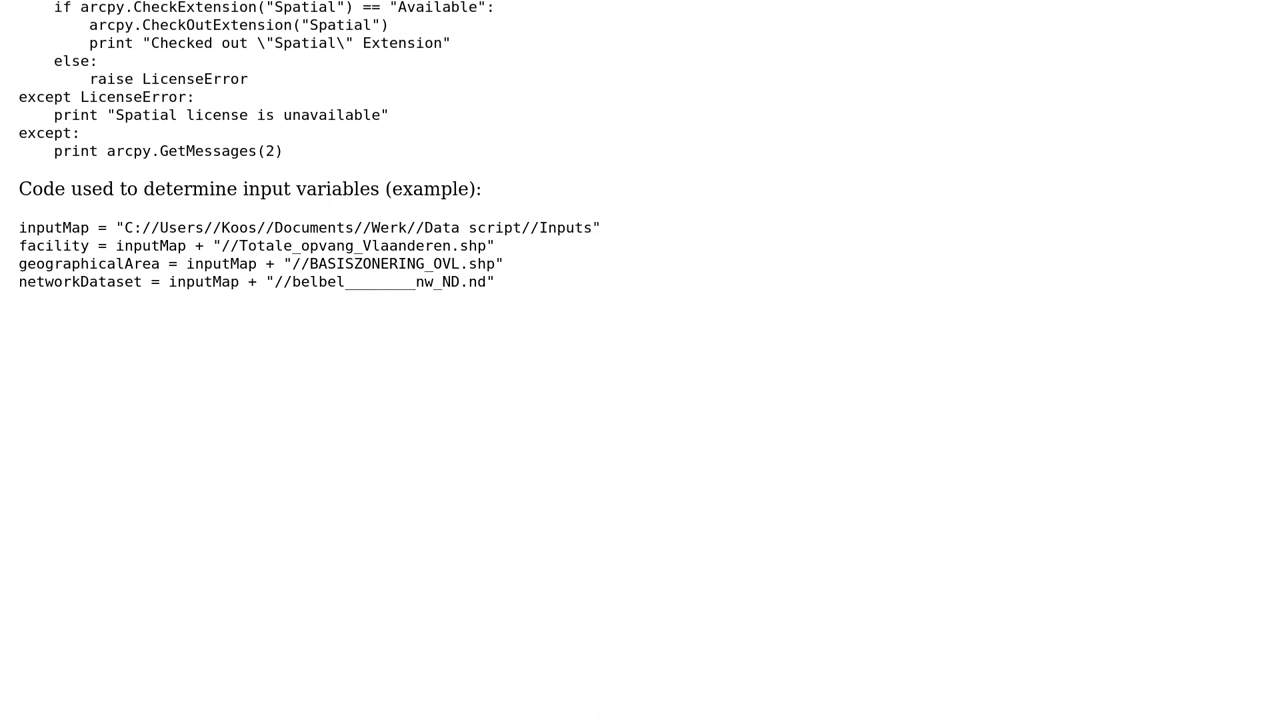 if arcpy.CheckExtension("Spatial") == "Available":
        arcpy.CheckOutExtension("Spatial")
        print "Checked out \"Spatial\" Extension"
    else:
        raise LicenseError
except LicenseError:
    print "Spatial license is unavailable"
except:
    print arcpy.GetMessages(2)
Code used to determine input variables (example):
inputMap = "C://Users//Koos//Documents//Werk//Data script//Inputs"
facility = inputMap + "//Totale_opvang_Vlaanderen.shp"
geographicalArea = inputMap + "//BASISZONERING_OVL.shp"
networkDataset = inputMap + "//belbel________nw_ND.nd"